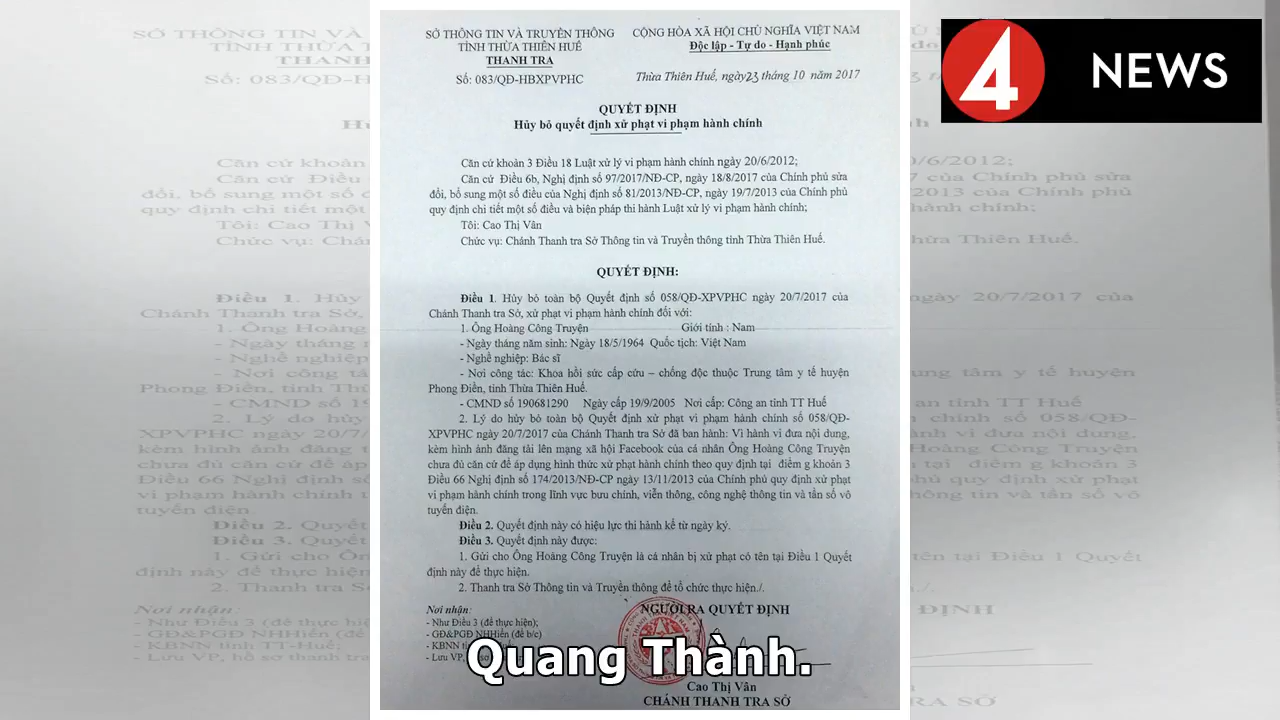 SỞ THÔNG TIN VÀ TRUYỀN THÔNG
TỈNH THỪA THIÊN HUẾ
THANH TRA
Số: 083/QĐ-HBXPVPHC
CỘNG HÒA XÃ HỘI CHỦ NGHĨA VIỆT NAM
Độc lập - Tự do - Hạnh phúc
Thừa Thiên Huế, ngày 23 tháng 10 năm 2017
QUYẾT ĐỊNH
Hủy bỏ quyết định xử phạt vi phạm hành chính
Căn cứ khoản 3 Điều 18 Luật xử lý vi phạm hành chính ngày 20/6/2012;
Căn cứ Điều 6b, Nghị định số 97/2017/NĐ-CP, ngày 18/8/2017 của Chính phủ sửa
đổi, bổ sung một số điều của Nghị định số 81/2013/NĐ-CP, ngày 19/7/2013 của Chính phủ
quy định chi tiết một số điều và biện pháp thi hành Luật xử lý vi phạm hành chính;
Tôi: Cao Thị Vân
Chức vụ: Chánh Thanh tra Sở Thông tin và Truyền thông tỉnh Thừa Thiên Huế.
QUYẾT ĐỊNH:
Điều 1. Hủy bỏ toàn bộ Quyết định số 058/QĐ-XPVPHC ngày 20/7/2017 của
Chánh Thanh tra Sở, xử phạt vi phạm hành chính đối với:
1. Ông Hoàng Công Truyện Giới tính : Nam
- Ngày tháng năm sinh: Ngày 18/5/1964 Quốc tịch: Việt Nam
- Nghề nghiệp: Bác sĩ
- Nơi công tác: Khoa hồi sức cấp cứu – chống độc thuộc Trung tâm y tế huyện
Phong Điền, tỉnh Thừa Thiên Huế.
- CMND số 190681290 Ngày cấp 19/9/2005 Nơi cấp: Công an tỉnh TT Huế
2. Lý do hủy bỏ toàn bộ Quyết định xử phạt vi phạm hành chính số 058/QĐ-
XPVPHC ngày 20/7/2017 của Chánh Thanh tra Sở đã ban hành: Vì hành vi đưa nội dung,
kèm hình ảnh đăng tải lên mạng xã hội Facebook của cá nhân Ông Hoàng Công Truyện
chưa đủ căn cứ để áp dụng hình thức xử phạt hành chính theo quy định tại điểm g khoản 3
Điều 66 Nghị định số 174/2013/NĐ-CP ngày 13/11/2013 của Chính phủ quy định xử phạt
vi phạm hành chính trong lĩnh vực bưu chính, viễn thông, công nghệ thông tin và tần số vô
tuyến điện.
Điều 2. Quyết định này có hiệu lực thi hành kể từ ngày ký.
Điều 3. Quyết định này được:
1. Gửi cho Ông Hoàng Công Truyện là cá nhân bị xử phạt có tên tại Điều 1 Quyết
định này để thực hiện.
2. Thanh tra Sở Thông tin và Truyền thông để tổ chức thực hiện./.
Nơi nhận:
- Như Điều 3 (để thực hiện);
- GĐ&PGĐ NHHiền (để b/c)
- KBNN tỉnh
- Lưu VP,
NGƯỜI RA QUYẾT ĐỊNH
Cao Thị Vân
CHÁNH THANH TRA SỞ
Quang Thành.
4 NEWS